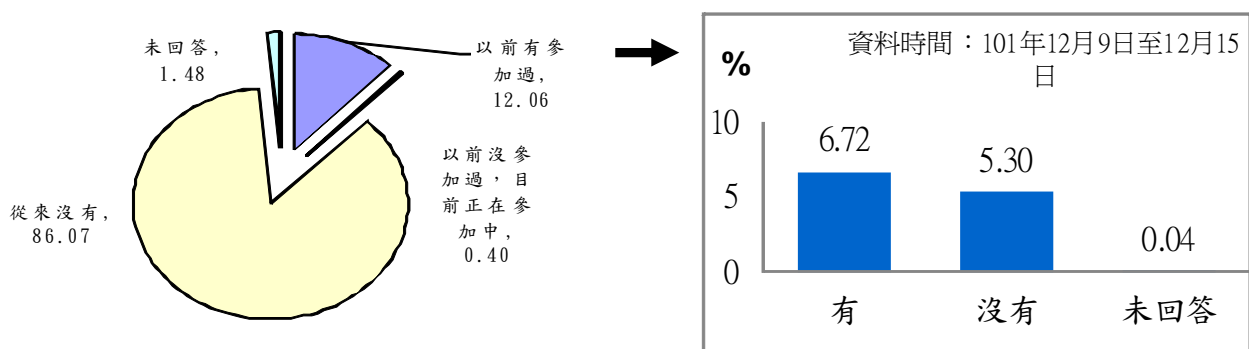 未回答,
1.48
以前有參
加過,
12.06
以前沒參
加過，目
前正在參
加中,
0.40
從來沒有,
86.07
資料時間：101年12月9日至12月15
日
%
10
5
0
6.72
5.30
0.04
有
沒有
未回答